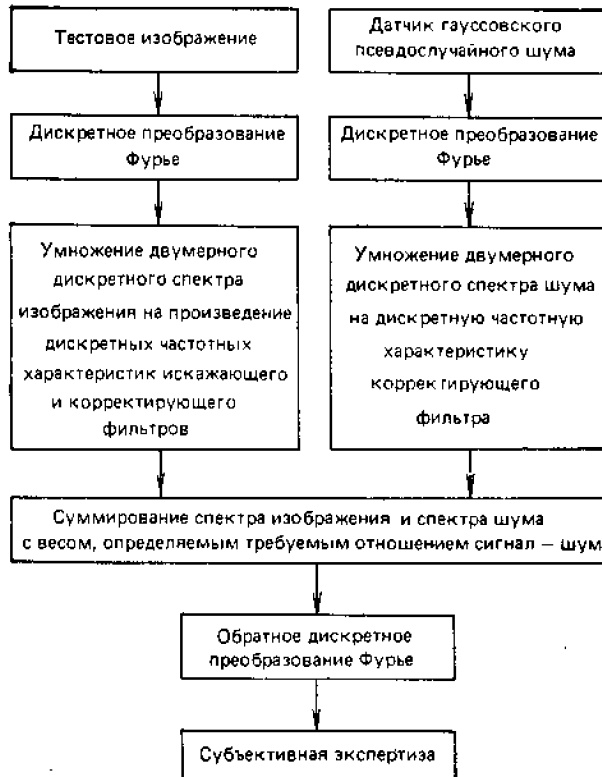 Тестовое изображение
Датчик гауссовского
псевдослучайного шума
Дискретное преобразование
Фурье
Дискретное преобразование
Фурье
Умножение двумерного
дискретного спектра
изображения на произведение
дискретных частотных
характеристик искажающего
и корректирующего
фильтров
Умножение двумерного
дискретного спектра шума
на дискретную частотную
характеристику
корректирующего
фильтра
Суммирование спектра изображения и спектра шума
с весом, определяемым требуемым отношением сигнал – шум
Обратное дискретное
преобразование Фурье
Субъективная экспертиза